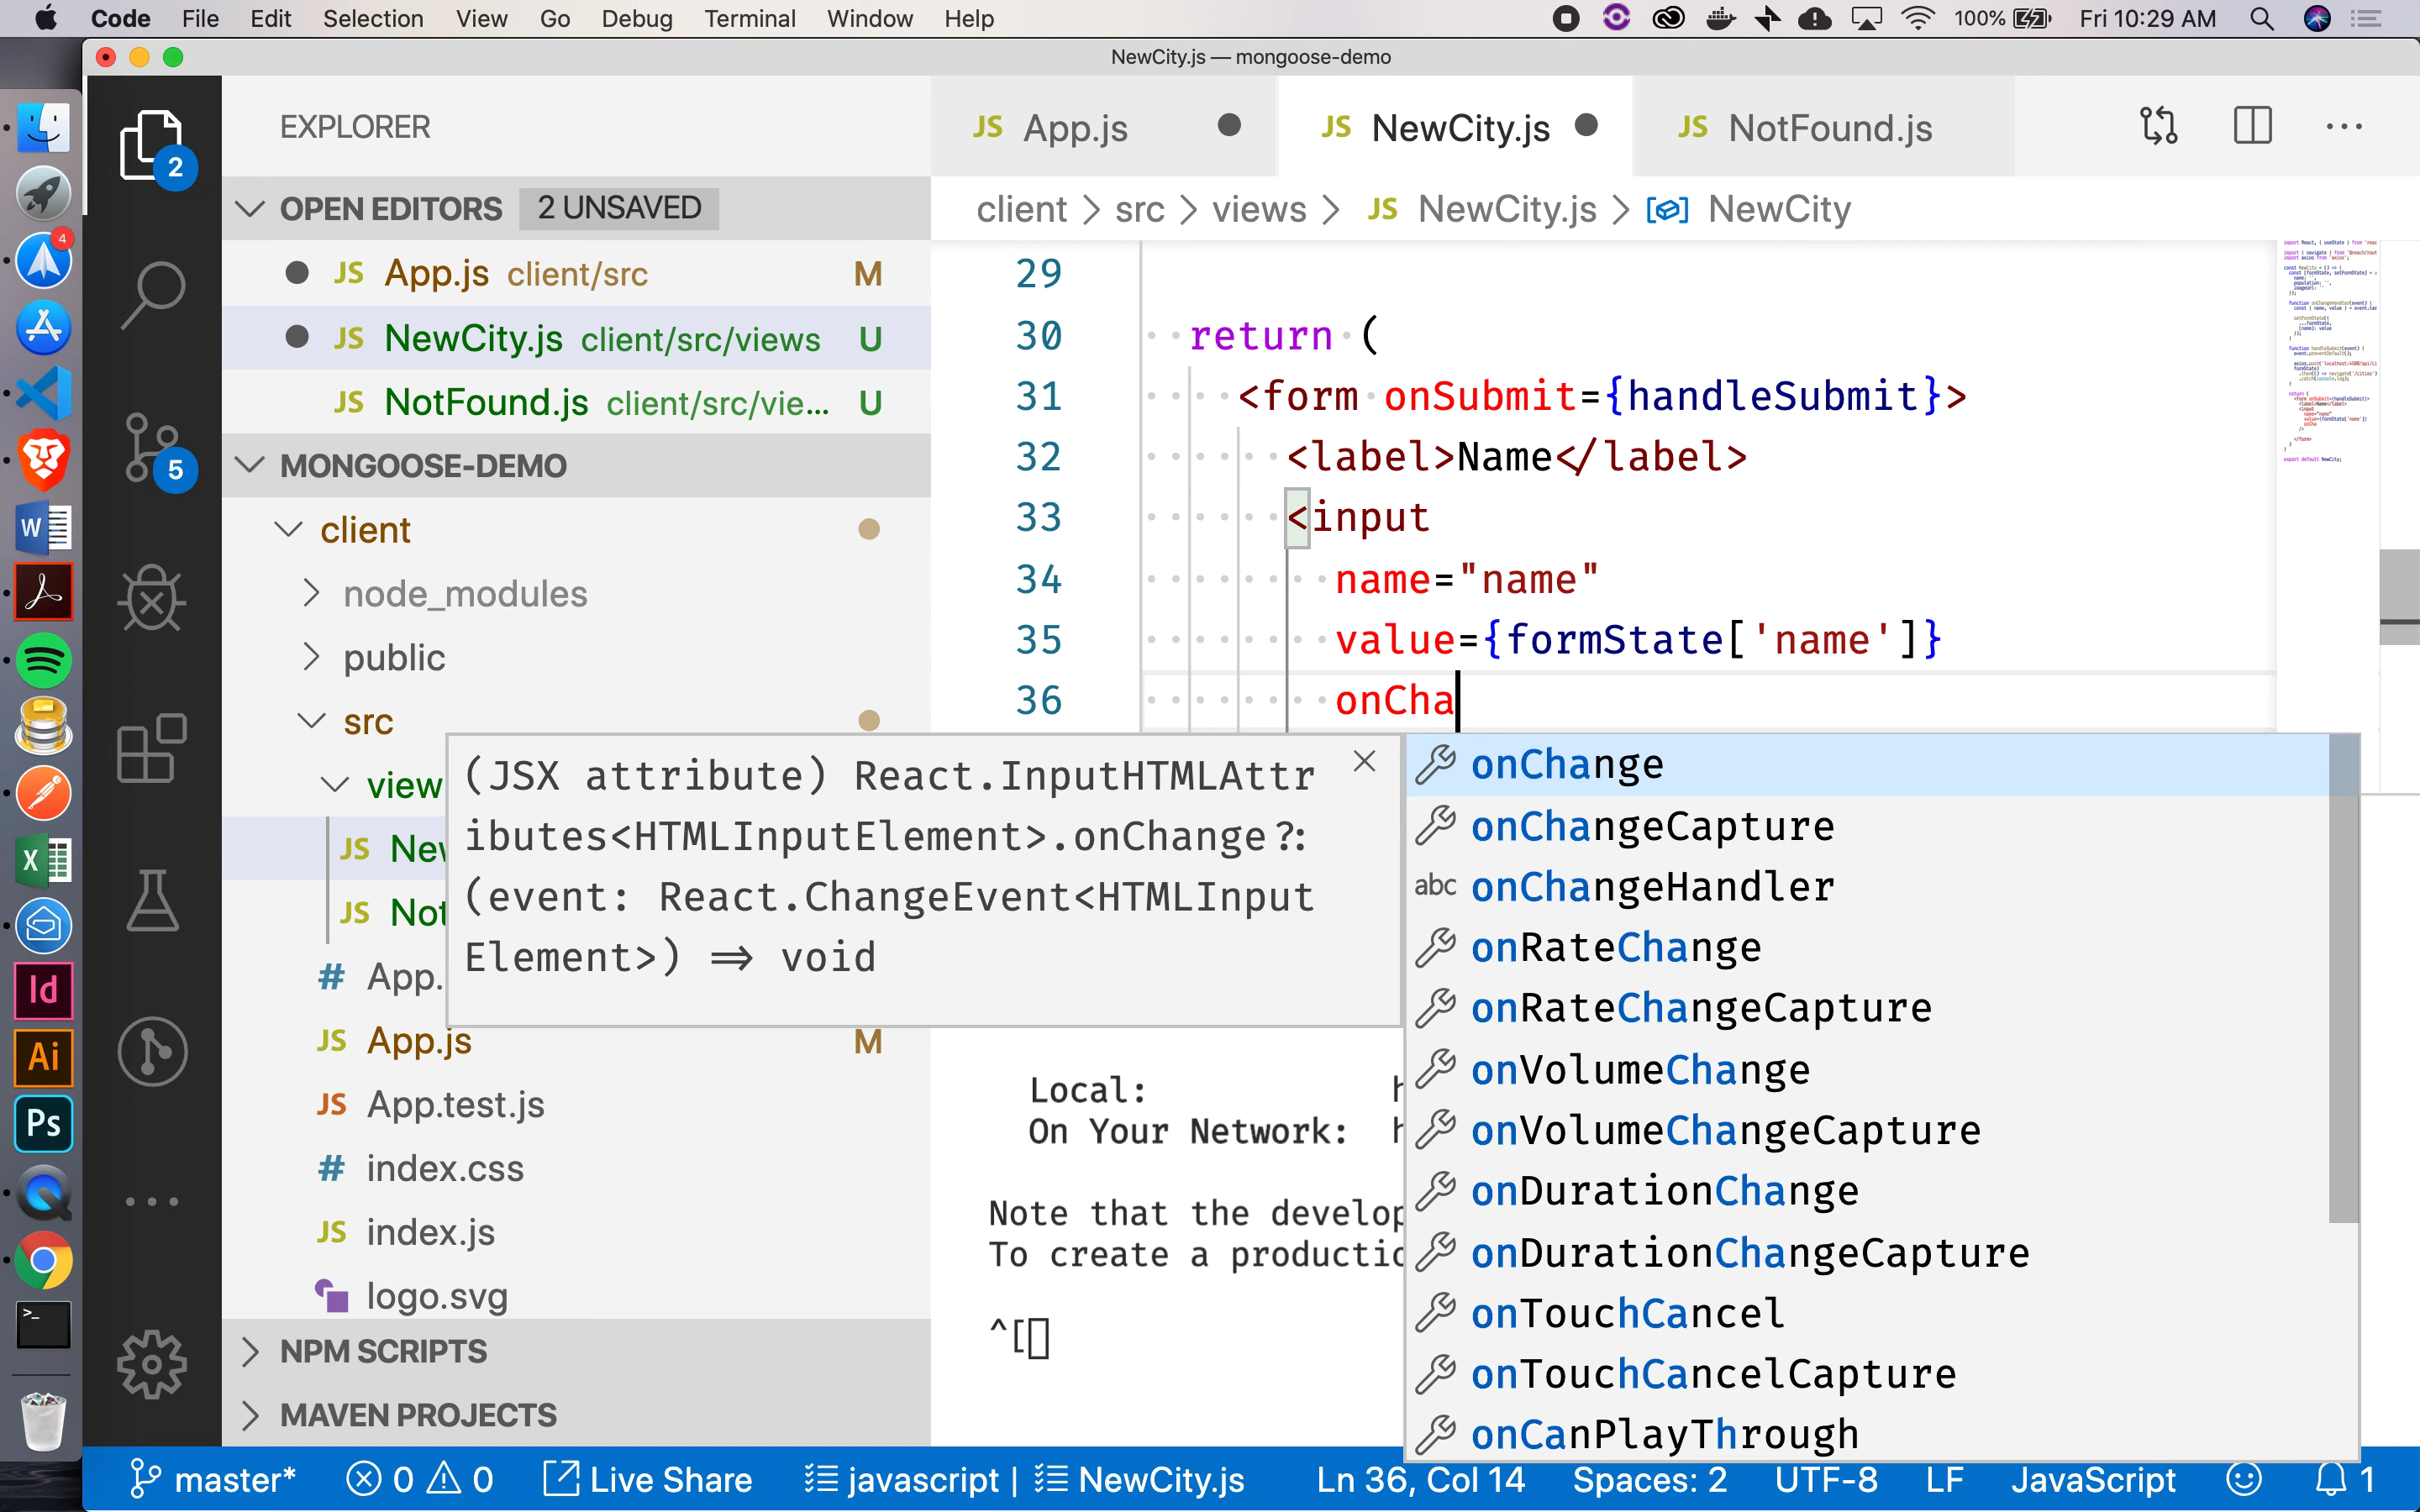 Code File Edit Selection View Go Debug Terminal Window Help 100% Fri 10:29 AM
NewCity.js — mongoose-demo
4
W
X
Id
Ai
Ps
>_
2
5
EXPLORER
OPEN EDITORS 2 UNSAVED
JS App.js client/src M
JS NewCity.js client/src/views U
JS NotFound.js client/src/vie... U
MONGOOSE-DEMO
client
node_modules
public
src
view
JS New
JS Not
# App.
JS App.js M
JS App.test.js
# index.css
JS index.js
logo.svg
NPM SCRIPTS
MAVEN PROJECTS
JS App.js JS NewCity.js JS NotFound.js ...
client > src > views > JS NewCity.js > NewCity
29
30 return (
31 <form onSubmit={handleSubmit}>
32 <label>Name</label>
33 <input
34 name="name"
35 value={formState['name']}
36 onCha
(JSX attribute) React.InputHTMLAttr
ibutes<HTMLInputElement>.onChange?:
(event: React.ChangeEvent<HTMLInput
Element>) => void
onChange
onChangeCapture
abc onChangeHandler
onRateChange
onRateChangeCapture
onVolumeChange
onVolumeChangeCapture
onDurationChange
onDurationChangeCapture
onTouchCancel
onTouchCancelCapture
onCanPlayThrough
Local:
On Your Network:
Note that the develop
To create a productio
^[
master* 0 0 Live Share javascript | NewCity.js Ln 36, Col 14 Spaces: 2 UTF-8 LF JavaScript 1